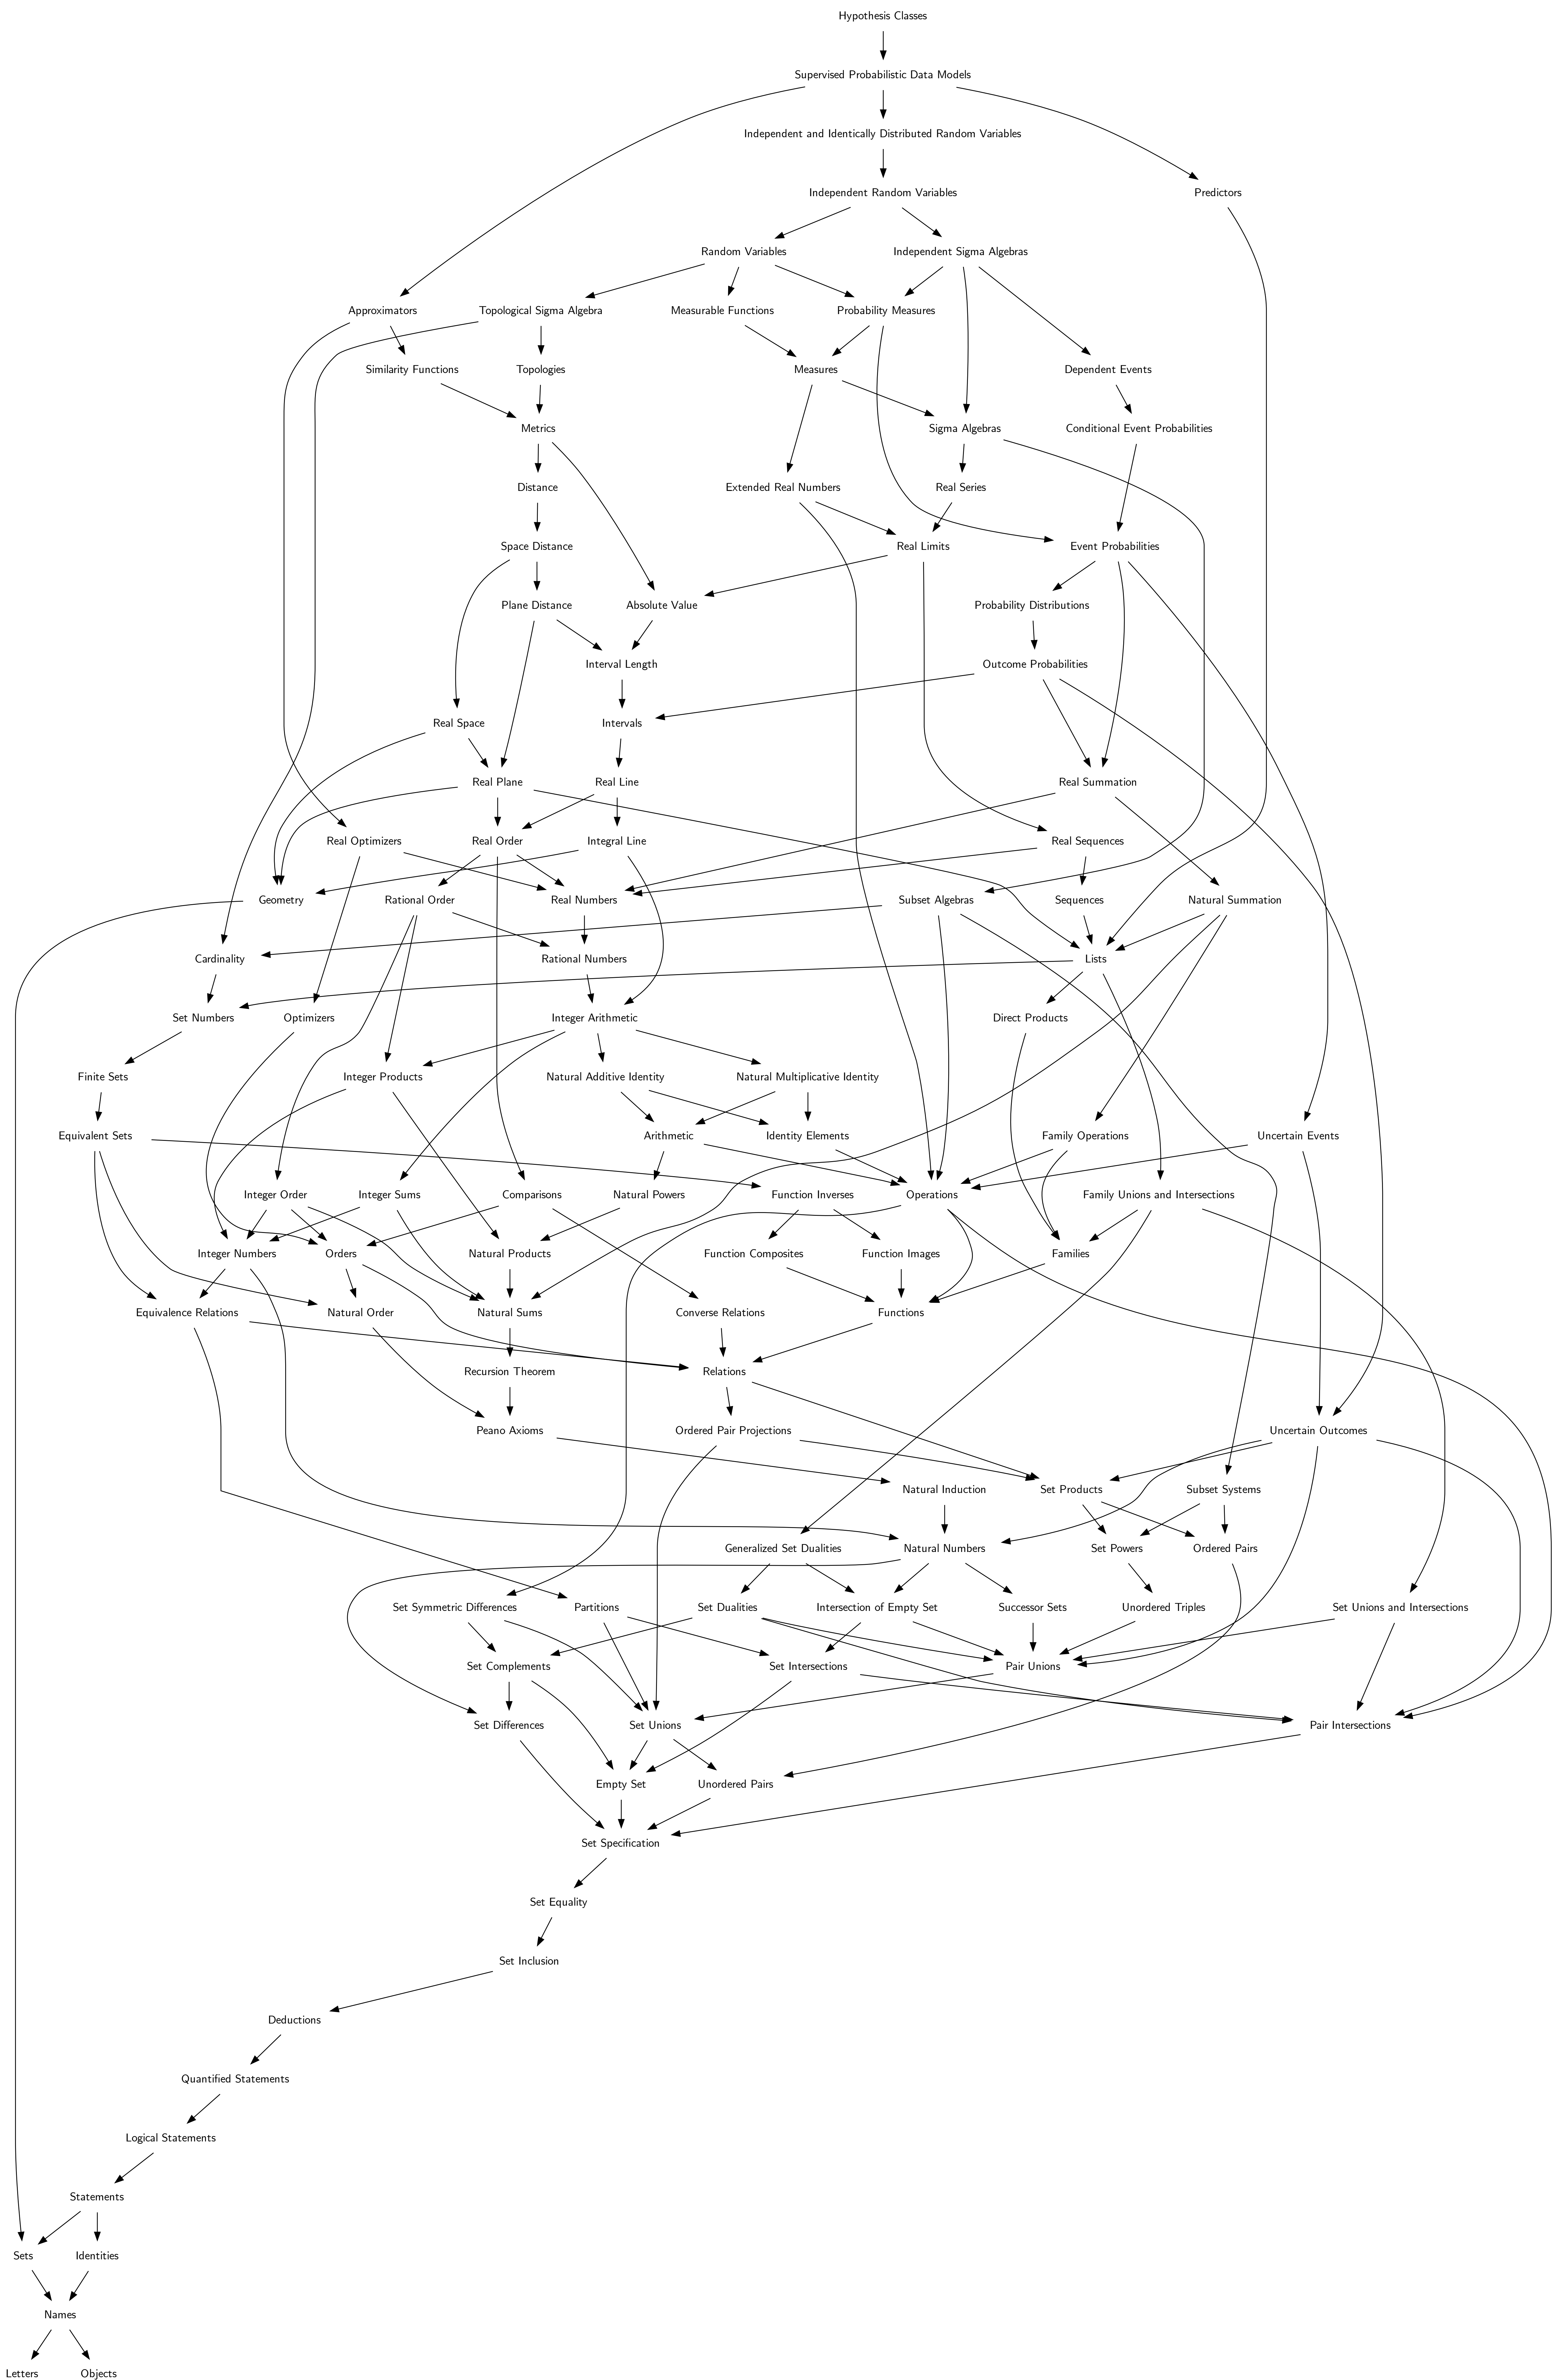 Hypothesis Classes
Supervised Probabilistic Data Models
Independent and Identically Distributed Random Variables
Independent Random Variables
Predictors
Random Variables
Independent Sigma Algebras
Approximators
Topological Sigma Algebra
Measurable Functions
Probability Measures
Similarity Functions
Topologies
Measures
Dependent Events
Metrics
Sigma Algebras
Conditional Event Probabilities
Distance
Extended Real Numbers
Real Series
Space Distance
Real Limits
Event Probabilities
Plane Distance
Absolute Value
Probability Distributions
Interval Length
Outcome Probabilities
Real Space
Intervals
Real Plane
Real Line
Real Summation
Real Optimizers
Real Order
Integral Line
Real Sequences
Geometry
Rational Order
Real Numbers
Subset Algebras
Sequences
Natural Summation
Cardinality
Rational Numbers
Lists
Set Numbers
Optimizers
Integer Arithmetic
Direct Products
Finite Sets
Integer Products
Natural Additive Identity
Natural Multiplicative Identity
Equivalent Sets
Arithmetic
Identity Elements
Family Operations
Uncertain Events
Integer Order
Integer Sums
Comparisons
Natural Powers
Function Inverses
Operations
Family Unions and Intersections
Integer Numbers
Orders
Natural Products
Function Composites
Function Images
Families
Equivalence Relations
Natural Order
Natural Sums
Converse Relations
Functions
Recursion Theorem
Relations
Peano Axioms
Ordered Pair Projections
Uncertain Outcomes
Natural Induction
Set Products
Subset Systems
Generalized Set Dualities
Natural Numbers
Set Powers
Ordered Pairs
Set Symmetric Differences
Partitions
Set Dualities
Intersection of Empty Set
Successor Sets
Unordered Triples
Set Unions and Intersections
Set Complements
Set Intersections
Pair Unions
Set Differences
Set Unions
Pair Intersections
Empty Set
Unordered Pairs
Set Specification
Set Equality
Set Inclusion
Deductions
Quantified Statements
Logical Statements
Statements
Sets
Identities
Names
Letters
Objects